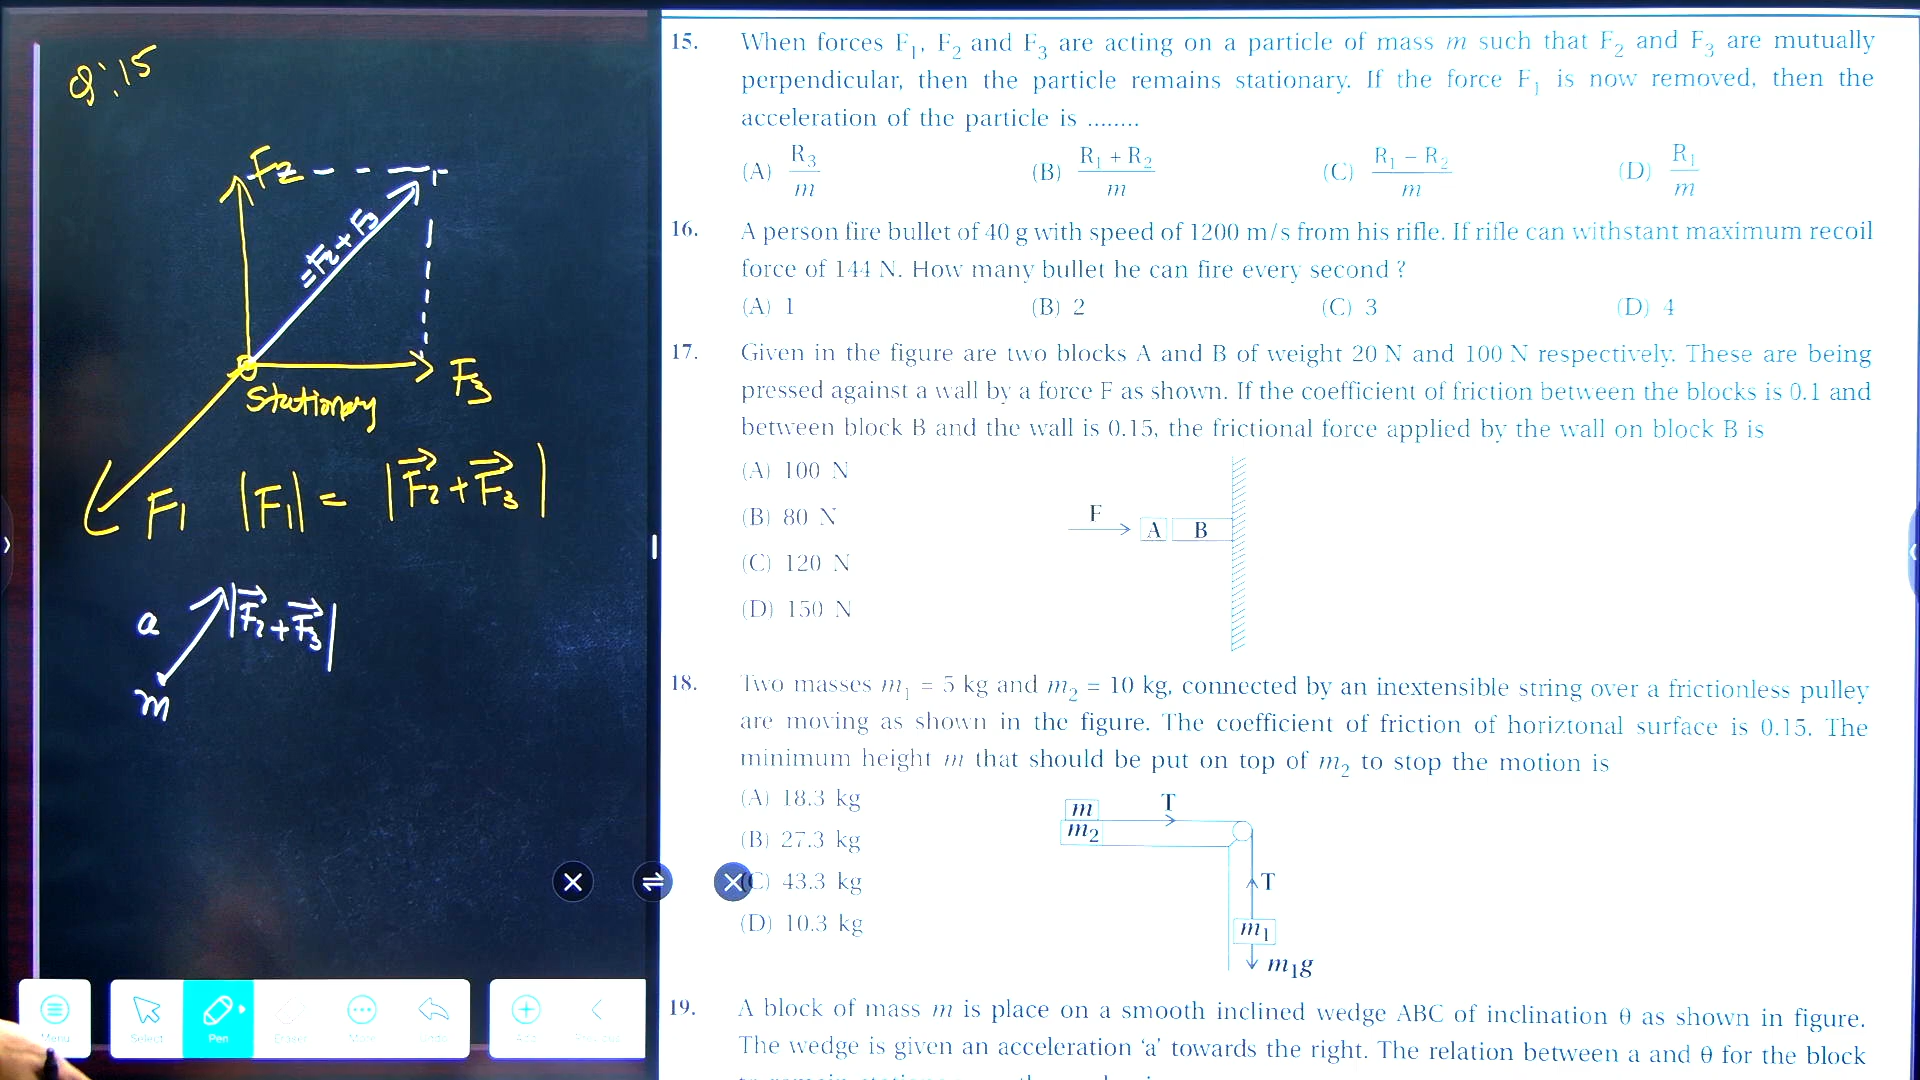 Q:15
F2
= F2 + F3
F3
Stationary
F1 |F1| = |F2 + F3|
a |F2 + F3|
m
Menu Select Pen Eraser More Undo Add Previous
15. When forces F1, F2 and F3 are acting on a particle of mass m such that F2 and F3 are mutually
perpendicular, then the particle remains stationary. If the force F1 is now removed, then the
acceleration of the particle is ........
(A) R3/m (B) R1 + R2/m (C) R1 – R2/m (D) R1/m
16. A person fire bullet of 40 g with speed of 1200 m/s from his rifle. If rifle can withstant maximum recoil
force of 144 N. How many bullet he can fire every second ?
(A) 1 (B) 2 (C) 3 (D) 4
17. Given in the figure are two blocks A and B of weight 20 N and 100 N respectively. These are being
pressed against a wall by a force F as shown. If the coefficient of friction between the blocks is 0.1 and
between block B and the wall is 0.15, the frictional force applied by the wall on block B is
(A) 100 N
(B) 80 N
(C) 120 N
(D) 150 N
F
A B
18. Two masses m1 = 5 kg and m2 = 10 kg, connected by an inextensible string over a frictionless pulley
are moving as shown in the figure. The coefficient of friction of horiztonal surface is 0.15. The
minimum height m that should be put on top of m2 to stop the motion is
(A) 18.3 kg
(B) 27.3 kg
(C) 43.3 kg
(D) 10.3 kg
m T
m2
T
m1
m1g
19. A block of mass m is place on a smooth inclined wedge ABC of inclination θ as shown in figure.
The wedge is given an acceleration 'a' towards the right. The relation between a and θ for the block